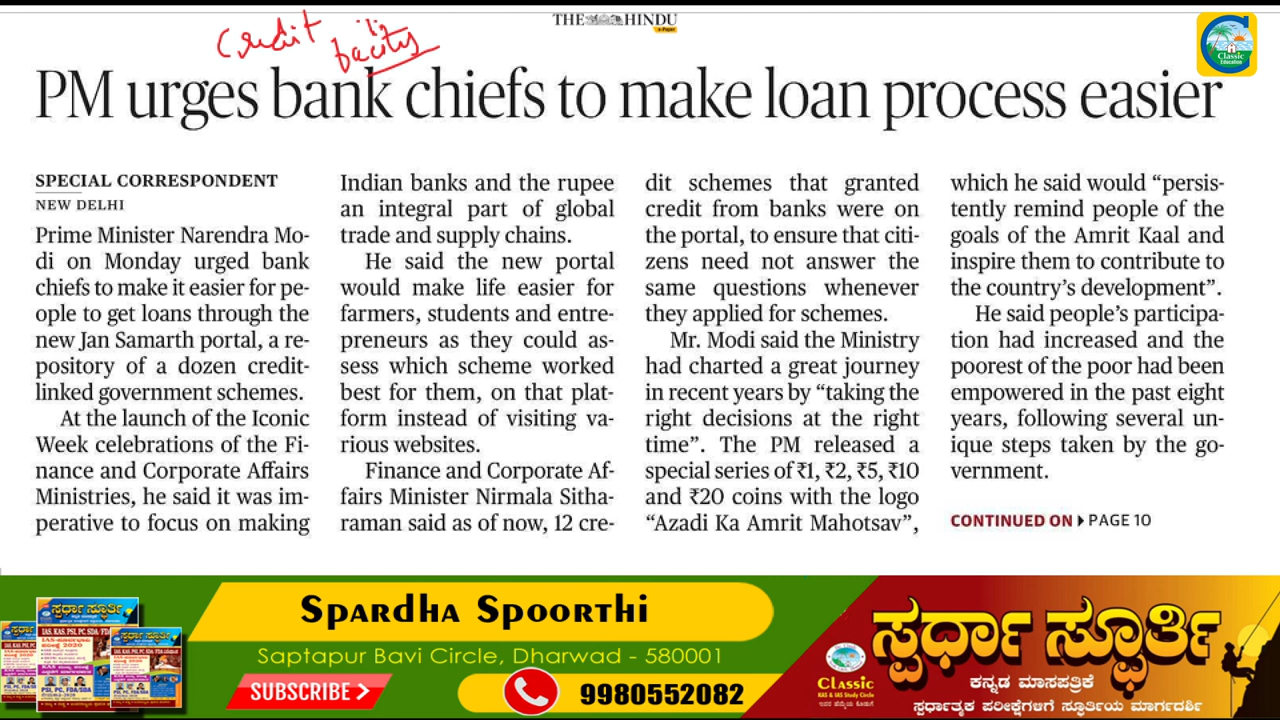 THE HINDU
e-Paper
Credit
facility
Classic
Education
PM urges bank chiefs to make loan process easier
SPECIAL CORRESPONDENT
NEW DELHI
Prime Minister Narendra Mo-
di on Monday urged bank
chiefs to make it easier for pe-
ople to get loans through the
new Jan Samarth portal, a re-
pository of a dozen credit-
linked government schemes.
At the launch of the Iconic
Week celebrations of the Fi-
nance and Corporate Affairs
Ministries, he said it was im-
perative to focus on making
Indian banks and the rupee
an integral part of global
trade and supply chains.
He said the new portal
would make life easier for
farmers, students and entre-
preneurs as they could as-
sess which scheme worked
best for them, on that plat-
form instead of visiting va-
rious websites.
Finance and Corporate Af-
fairs Minister Nirmala Sitha-
raman said as of now, 12 cre-
dit schemes that granted
credit from banks were on
the portal, to ensure that citi-
zens need not answer the
same questions whenever
they applied for schemes.
Mr. Modi said the Ministry
had charted a great journey
in recent years by “taking the
right decisions at the right
time”. The PM released a
special series of ₹1, ₹2, ₹5, ₹10
and ₹20 coins with the logo
“Azadi Ka Amrit Mahotsav”,
which he said would “persis-
tently remind people of the
goals of the Amrit Kaal and
inspire them to contribute to
the country’s development”.
He said people’s participa-
tion had increased and the
poorest of the poor had been
empowered in the past eight
years, following several un-
ique steps taken by the go-
vernment.
CONTINUED ON PAGE 10
ಸ್ಪರ್ಧಾ ಸ್ಫೂರ್ತಿ
Spardha Spoorthi
Saptapur Bavi Circle, Dharwad - 580001
SUBSCRIBE >
9980552082
Classic
KAS & IAS Study Circle
ಸ್ಪರ್ಧಾ ಸ್ಫೂರ್ತಿ
ಕನ್ನಡ ಮಾಸಪತ್ರಿಕೆ
ಸ್ಪರ್ಧಾತ್ಮಕ ಪರೀಕ್ಷೆಗಳಿಗೆ ಸ್ಫೂರ್ತಿಯ ಮಾರ್ಗದರ್ಶಿ